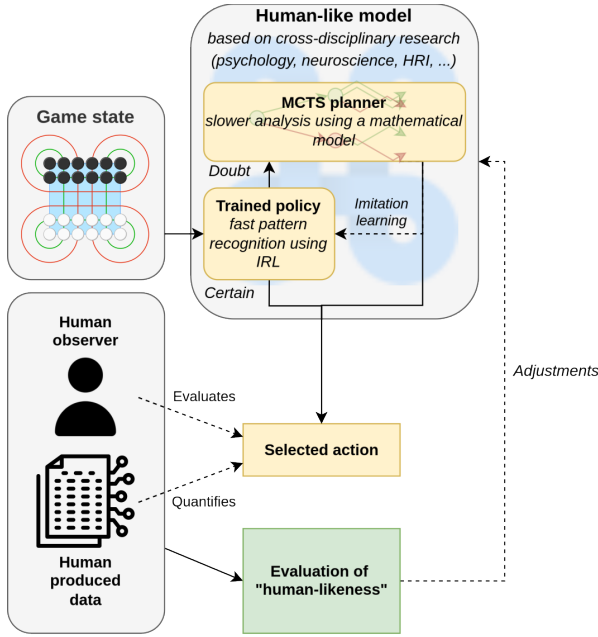 Human-like model
based on cross-disciplinary research
(psychology, neuroscience, HRI, ...)
MCTS planner
slower analysis using a mathematical
model
Game state
Doubt
Trained policy
fast pattern
recognition using
IRL
Imitation
learning
Certain
Human
observer
Evaluates
Adjustments
Selected action
Quantifies
Human
produced
data
Evaluation of
"human-likeness"